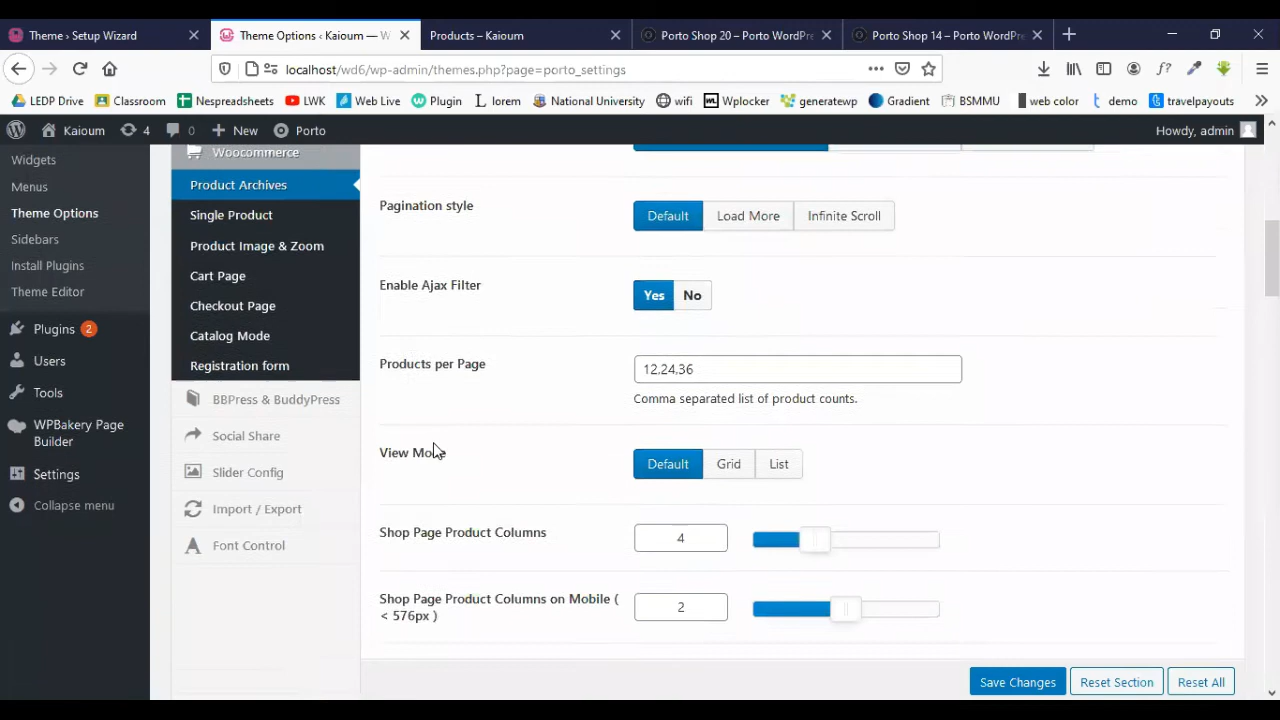 Theme › Setup Wizard
Theme Options ‹ Kaioum — W
Products – Kaioum
Porto Shop 20 – Porto WordPr
Porto Shop 14 – Porto WordPr
localhost/wd6/wp-admin/themes.php?page=porto_settings
LEDP Drive
Classroom
Nespreadsheets
LWK
Web Live
Plugin
lorem
National University
wifi
Wplocker
generatewp
Gradient
BSMMU
web color
demo
travelpayouts
Kaioum
4
0
New
Porto
Howdy, admin
Widgets
Menus
Theme Options
Sidebars
Install Plugins
Theme Editor
Plugins 2
Users
Tools
WPBakery Page
Builder
Settings
Collapse menu
Woocommerce
Product Archives
Single Product
Product Image & Zoom
Cart Page
Checkout Page
Catalog Mode
Registration form
BBPress & BuddyPress
Social Share
Slider Config
Import / Export
Font Control
Pagination style
Default
Load More
Infinite Scroll
Enable Ajax Filter
Yes
No
Products per Page
12,24,36
Comma separated list of product counts.
View Mode
Default
Grid
List
Shop Page Product Columns
4
Shop Page Product Columns on Mobile (
< 576px )
2
Save Changes
Reset Section
Reset All